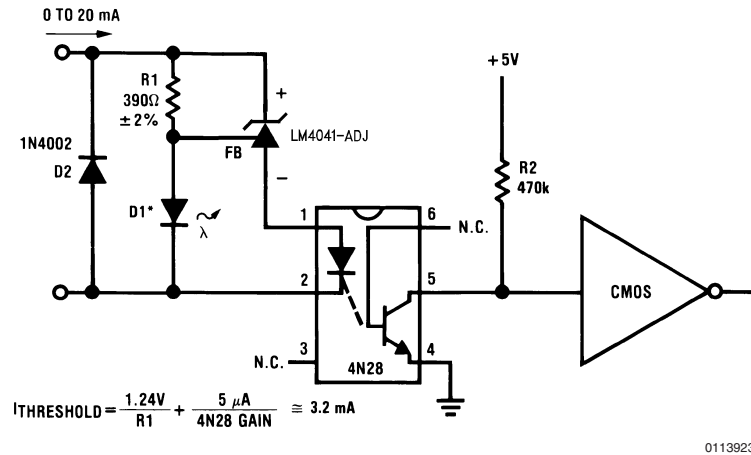 0 TO 20 mA
+5V
R1
390Ω
±2%
+
LM4041-ADJ
1N4002
D2
FB
−
R2
470k
D1*
λ
1
6
N.C.
2
5
CMOS
3
N.C.
4
4N28
ITHRESHOLD = 1.24V / R1 + 5 μA / 4N28 GAIN ≅ 3.2 mA
0113923